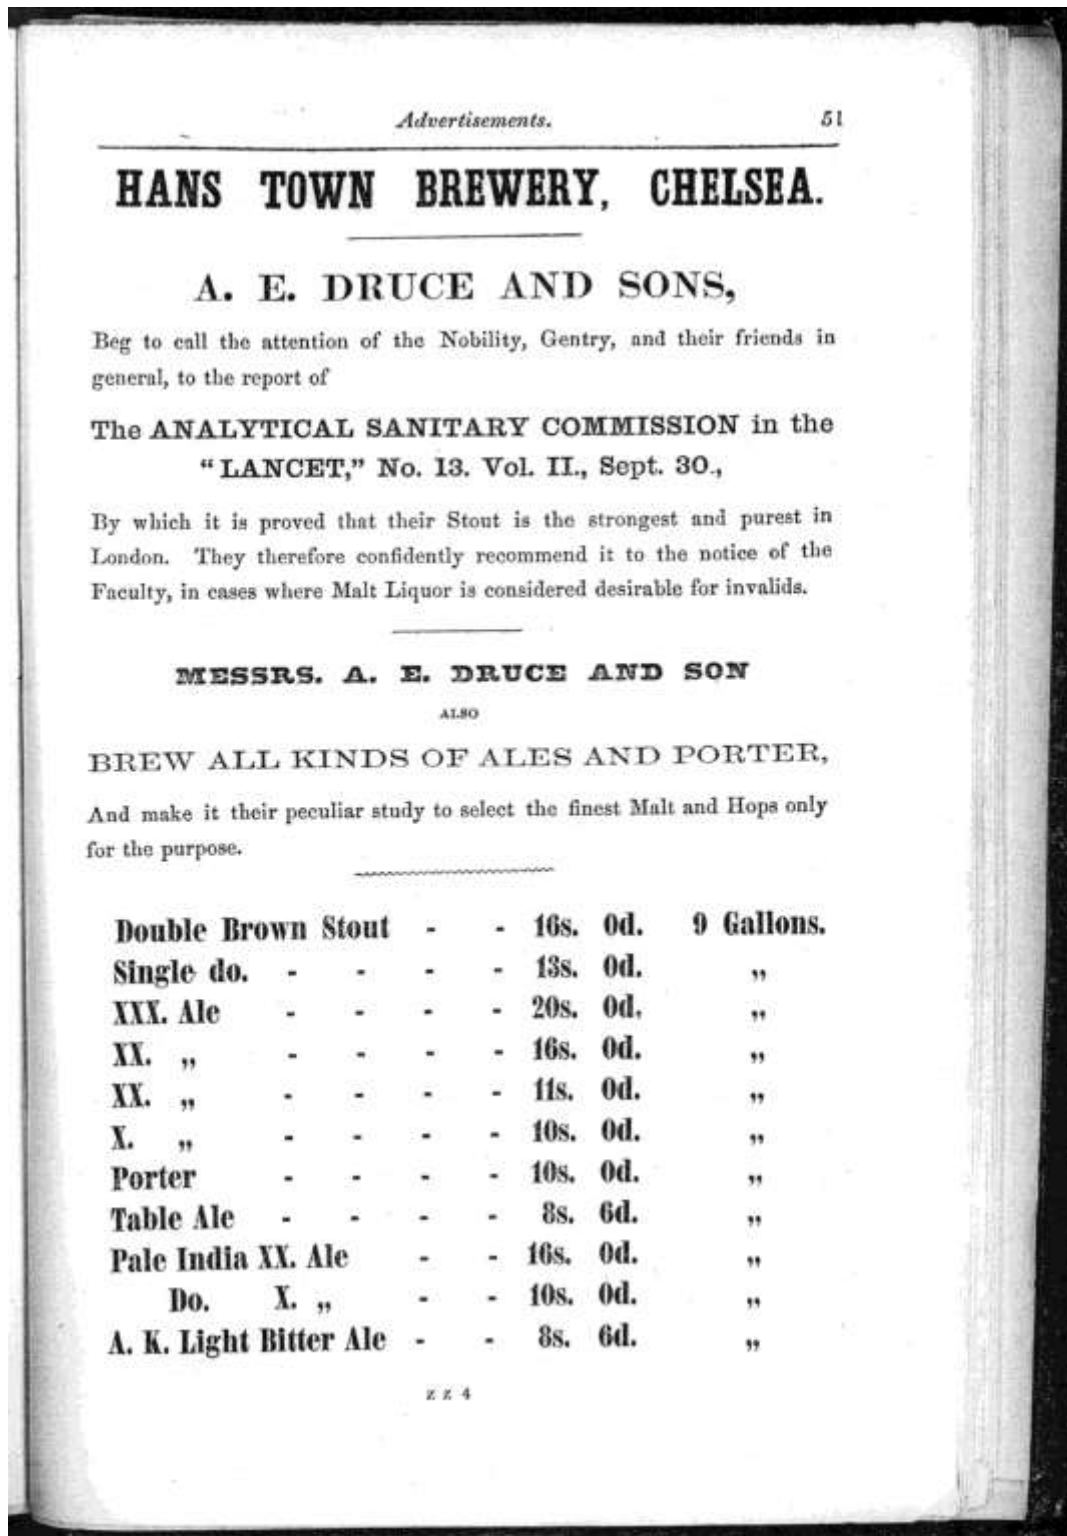 Advertisements. 51
HANS TOWN BREWERY, CHELSEA.
A. E. DRUCE AND SONS,
Beg to call the attention of the Nobility, Gentry, and their friends in
general, to the report of
The ANALYTICAL SANITARY COMMISSION in the
“LANCET,” No. 13. Vol. II., Sept. 30.,
By which it is proved that their Stout is the strongest and purest in
London. They therefore confidently recommend it to the notice of the
Faculty, in cases where Malt Liquor is considered desirable for invalids.
MESSRS. A. E. DRUCE AND SON
ALSO
BREW ALL KINDS OF ALES AND PORTER,
And make it their peculiar study to select the finest Malt and Hops only
for the purpose.
Double Brown Stout - - 16s. 0d. 9 Gallons.
Single do. - - - - 13s. 0d. „
XXX. Ale - - - - 20s. 0d. „
XX. „ - - - - 16s. 0d. „
XX. „ - - - - 11s. 0d. „
X. „ - - - - 10s. 0d. „
Porter - - - - 10s. 0d. „
Table Ale - - - - 8s. 6d. „
Pale India XX. Ale - - 16s. 0d. „
Do. X. „ - - 10s. 0d. „
A. K. Light Bitter Ale - - 8s. 6d. „
z z 4